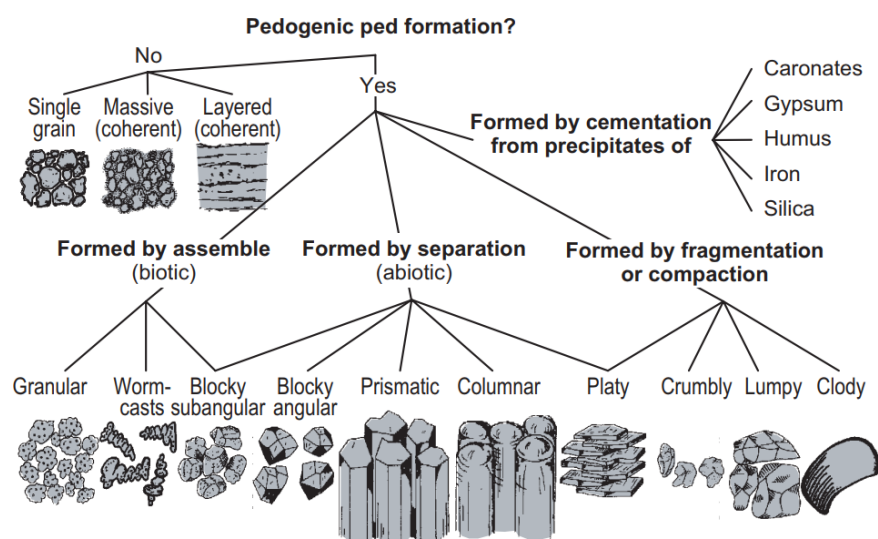 Pedogenic ped formation?
No
Yes
Single
grain
Massive
(coherent)
Layered
(coherent)
Formed by cementation
from precipitates of
Caronates
Gypsum
Humus
Iron
Silica
Formed by assemble
(biotic)
Formed by separation
(abiotic)
Formed by fragmentation
or compaction
Granular
Worm-
casts
Blocky
subangular
Blocky
angular
Prismatic
Columnar
Platy
Crumbly
Lumpy
Clody